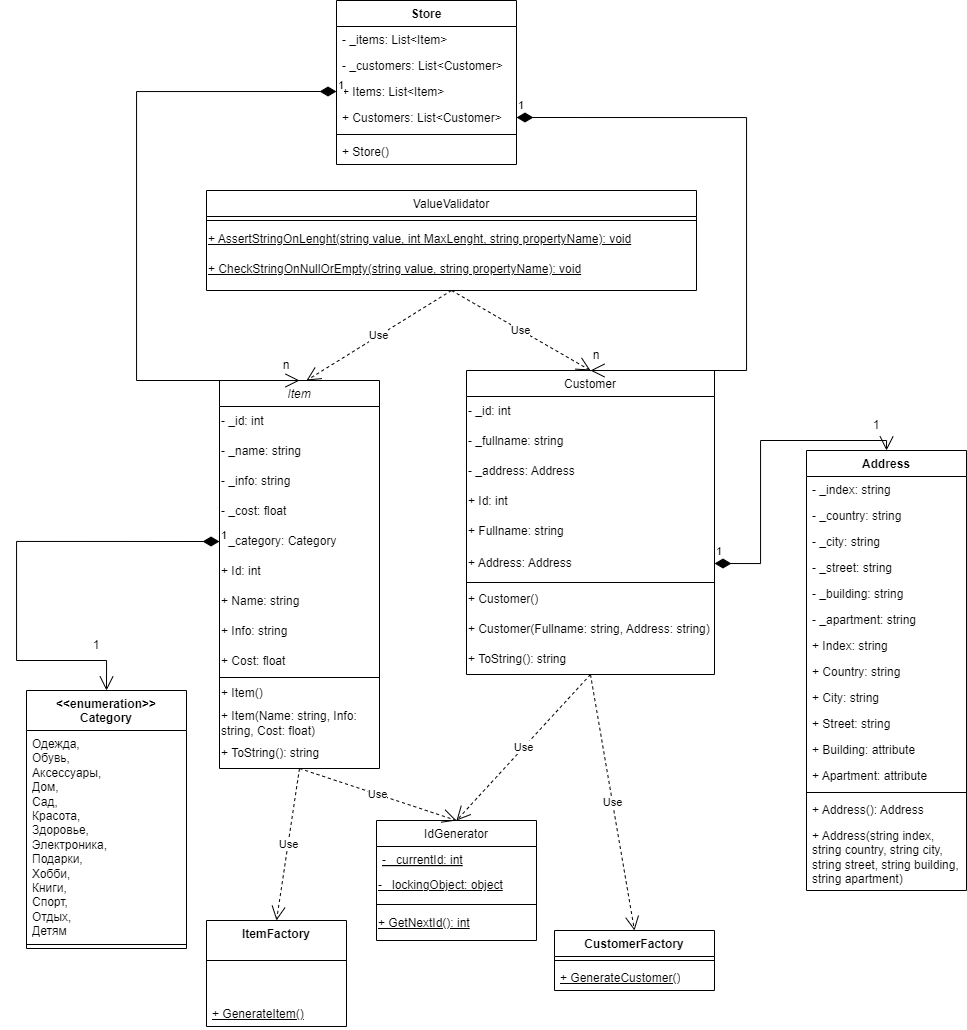 Store
- _items: List<Item>
- _customers: List<Customer>
+ Items: List<Item>
+ Customers: List<Customer>
+ Store()
1
1
ValueValidator
+ AssertStringOnLenght(string value, int MaxLenght, string propertyName): void
+ CheckStringOnNullOrEmpty(string value, string propertyName): void
Use
Use
n
n
Item
- _id: int
- _name: string
- _info: string
- _cost: float
1
_category: Category
+ Id: int
+ Name: string
+ Info: string
+ Cost: float
+ Item()
+ Item(Name: string, Info:
string, Cost: float)
+ ToString(): string
Customer
- _id: int
- _fullname: string
- _address: Address
+ Id: int
+ Fullname: string
+ Address: Address
+ Customer()
+ Customer(Fullname: string, Address: string)
+ ToString(): string
1
1
Address
- _index: string
- _country: string
- _city: string
- _street: string
- _building: string
- _apartment: string
+ Index: string
+ Country: string
+ City: string
+ Street: string
+ Building: attribute
+ Apartment: attribute
+ Address(): Address
+ Address(string index,
string country, string city,
string street, string building,
string apartment)
1
<<enumeration>>
Category
Одежда,
Обувь,
Аксессуары,
Дом,
Сад,
Красота,
Здоровье,
Электроника,
Подарки,
Хобби,
Книги,
Спорт,
Отдых,
Детям
Use
Use
Use
Use
IdGenerator
- _currentId: int
- _lockingObject: object
+ GetNextId(): int
ItemFactory
+ GenerateItem()
CustomerFactory
+ GenerateCustomer()